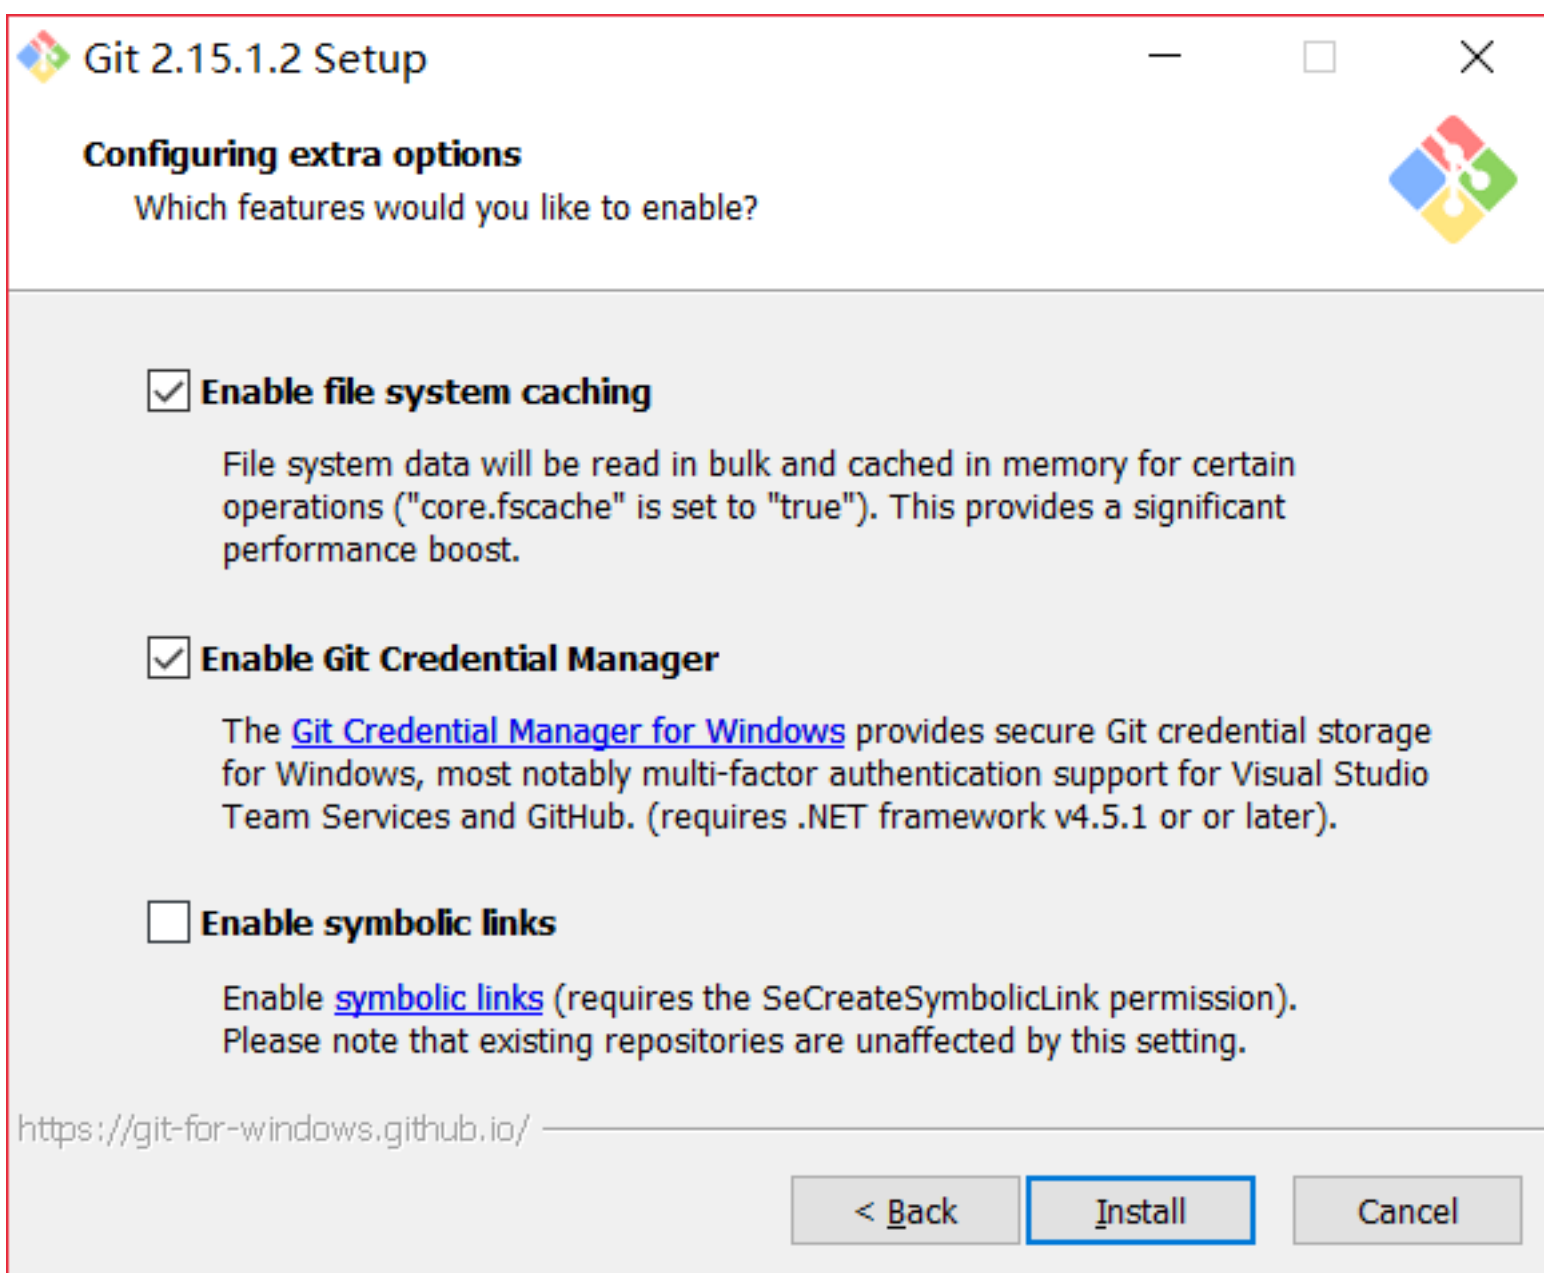 Git 2.15.1.2 Setup
Configuring extra options
Which features would you like to enable?
Enable file system caching
File system data will be read in bulk and cached in memory for certain
operations ("core.fscache" is set to "true"). This provides a significant
performance boost.
Enable Git Credential Manager
The Git Credential Manager for Windows provides secure Git credential storage
for Windows, most notably multi-factor authentication support for Visual Studio
Team Services and GitHub. (requires .NET framework v4.5.1 or or later).
Enable symbolic links
Enable symbolic links (requires the SeCreateSymbolicLink permission).
Please note that existing repositories are unaffected by this setting.
https://git-for-windows.github.io/
< Back Install Cancel